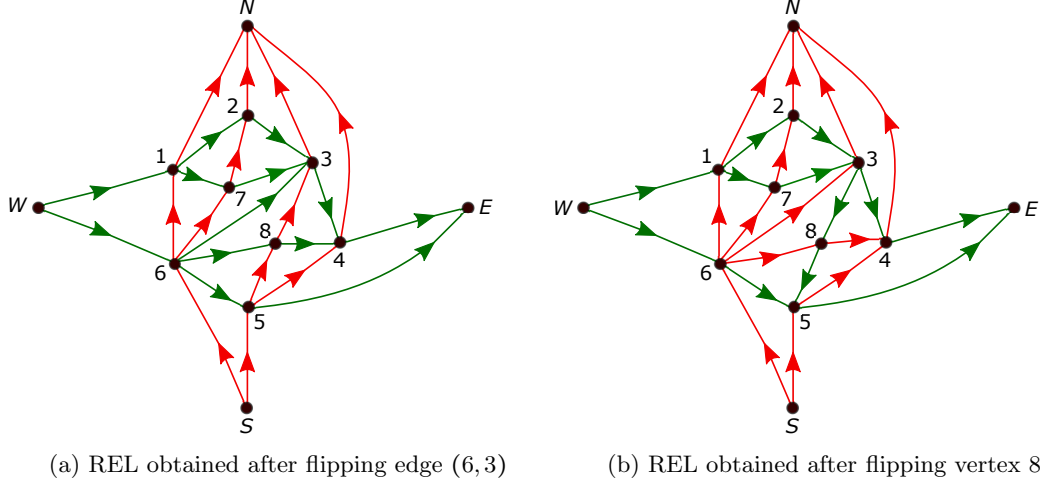 N N
2 2
1 3 1 3
7 7
W E W E
8 8
6 4 6 4
5 5
S S
(a) REL obtained after flipping edge (6, 3) (b) REL obtained after flipping vertex 8